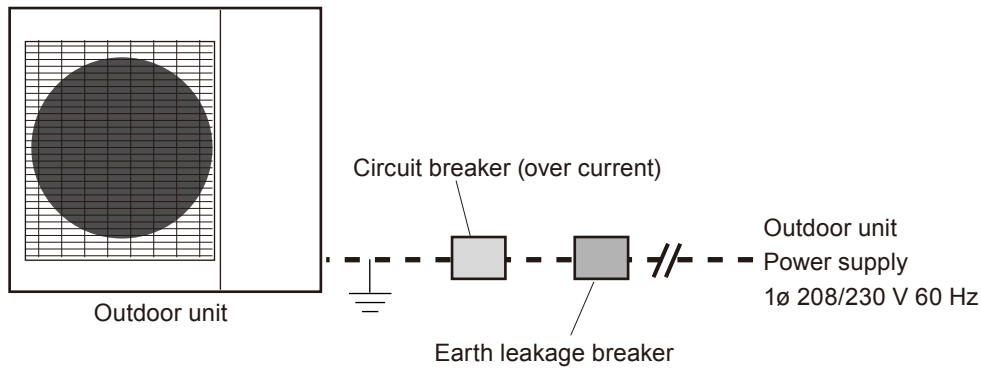 Circuit breaker (over current)
Outdoor unit
Power supply
1ø 208/230 V 60 Hz
Outdoor unit
Earth leakage breaker